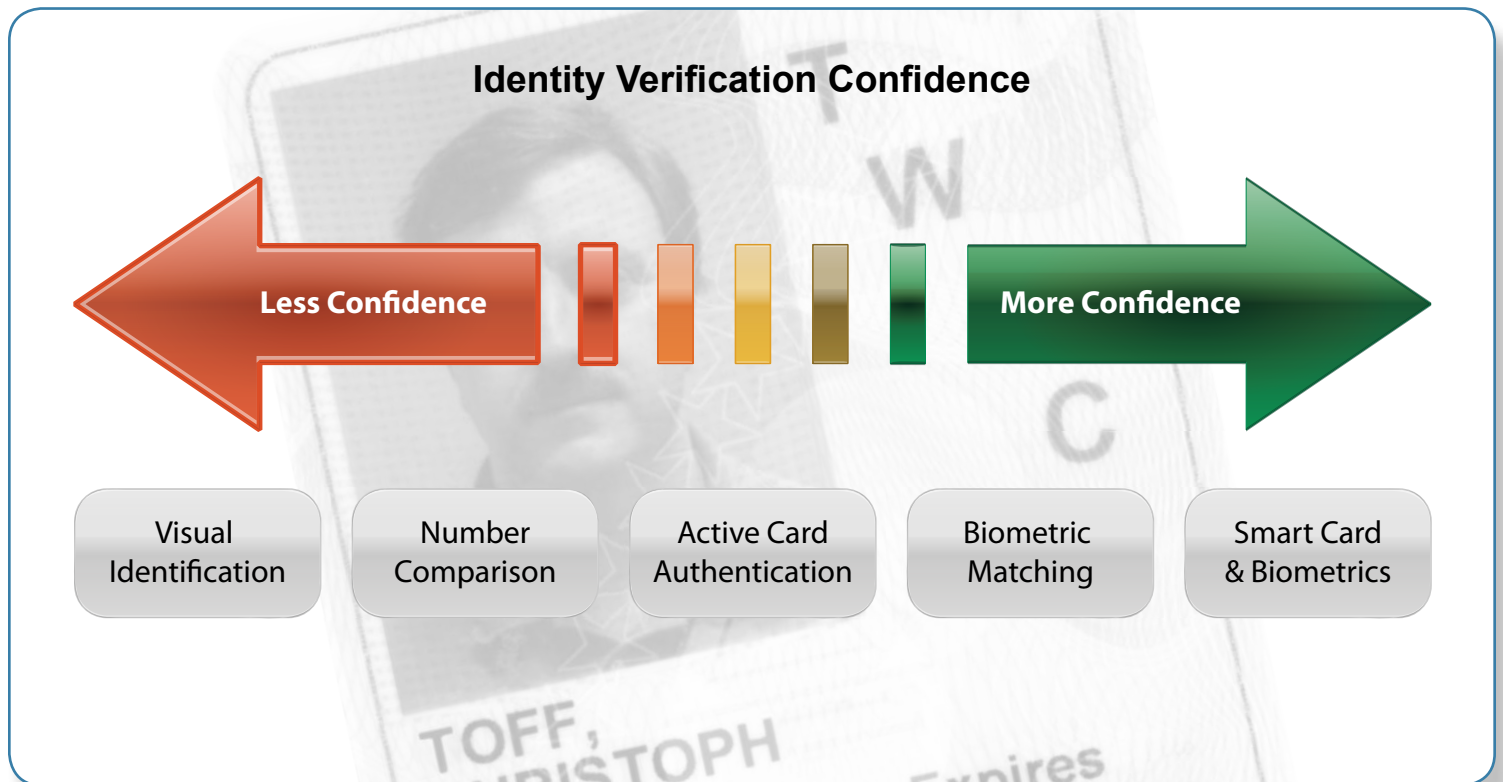 Identity Verification Confidence
T
W
Less Confidence
More Confidence
C
Visual
Identification
Number
Comparison
Active Card
Authentication
Biometric
Matching
Smart Card
& Biometrics
TOFF,
RISTOPH
Expires